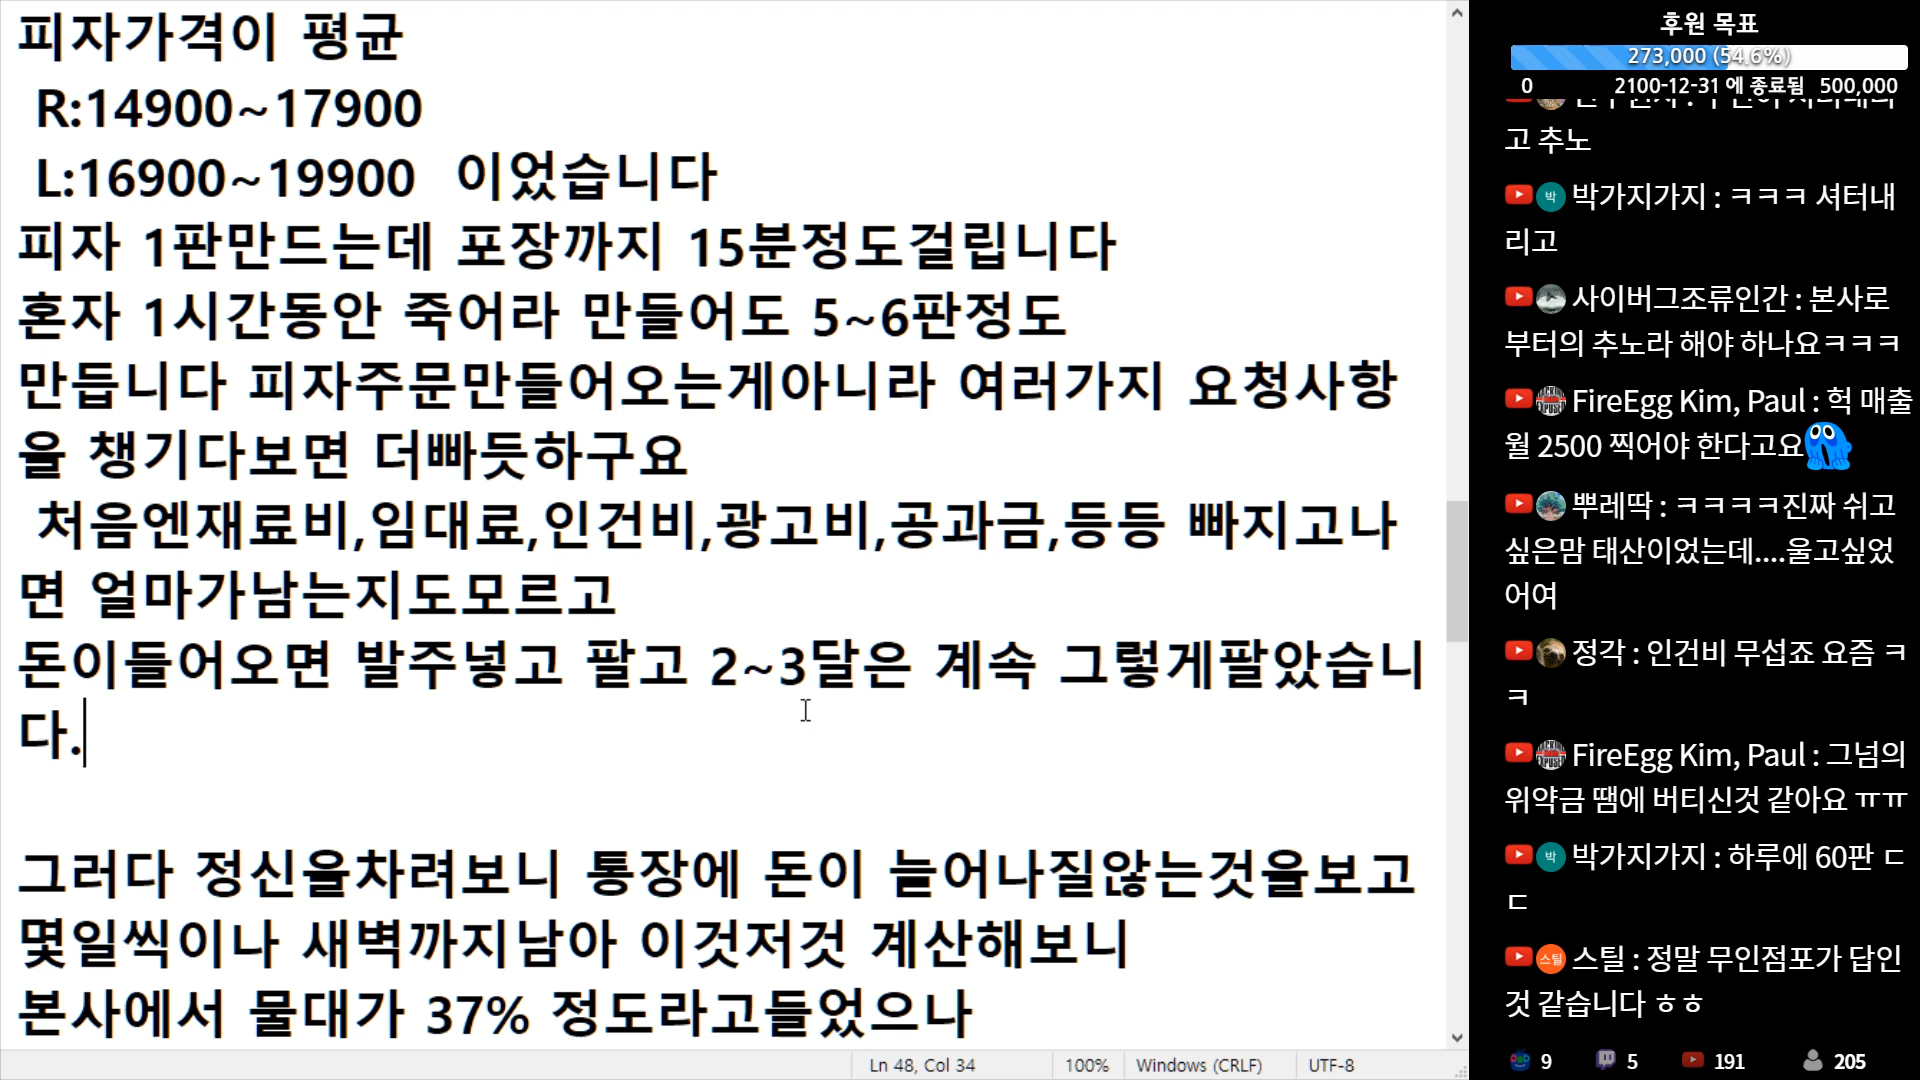 피자가격이 평균
R:14900~17900
L:16900~19900 이었습니다
피자 1판만드는데 포장까지 15분정도걸립니다
혼자 1시간동안 죽어라 만들어도 5~6판정도
만듭니다 피자주문만들어오는게아니라 여러가지 요청사항
을 챙기다보면 더빠듯하구요
처음엔재료비,임대료,인건비,광고비,공과금,등등 빠지고나
면 얼마가남는지도모르고
돈이들어오면 발주넣고 팔고 2~3달은 계속 그렇게팔았습니
다.
그러다 정신을차려보니 통장에 돈이 늘어나질않는것을보고
몇일씩이나 새벽까지남아 이것저것 계산해보니
본사에서 물대가 37% 정도라고들었으나
Ln 48, Col 34 100% Windows (CRLF) UTF-8
후원 목표
273,000 (54.6%)
0 2100-12-31 에 종료됨 500,000
고 추노
박 박가지가지 : ㅋㅋㅋ 셔터내
리고
사이버그조류인간 : 본사로
부터의 추노라 해야 하나요ㅋㅋㅋ
FireEgg Kim, Paul : 헉 매출
월 2500 찍어야 한다고요
뿌레딱 : ㅋㅋㅋㅋ진짜 쉬고
싶은맘 태산이었는데....울고싶었
어여
정각 : 인건비 무섭죠 요즘 ㅋ
ㅋ
FireEgg Kim, Paul : 그넘의
위약금 땜에 버티신것 같아요 ㅠㅠ
박 박가지가지 : 하루에 60판 ㄷ
ㄷ
스틸 스틸 : 정말 무인점포가 답인
것 같습니다 ㅎㅎ
9 5 191 205